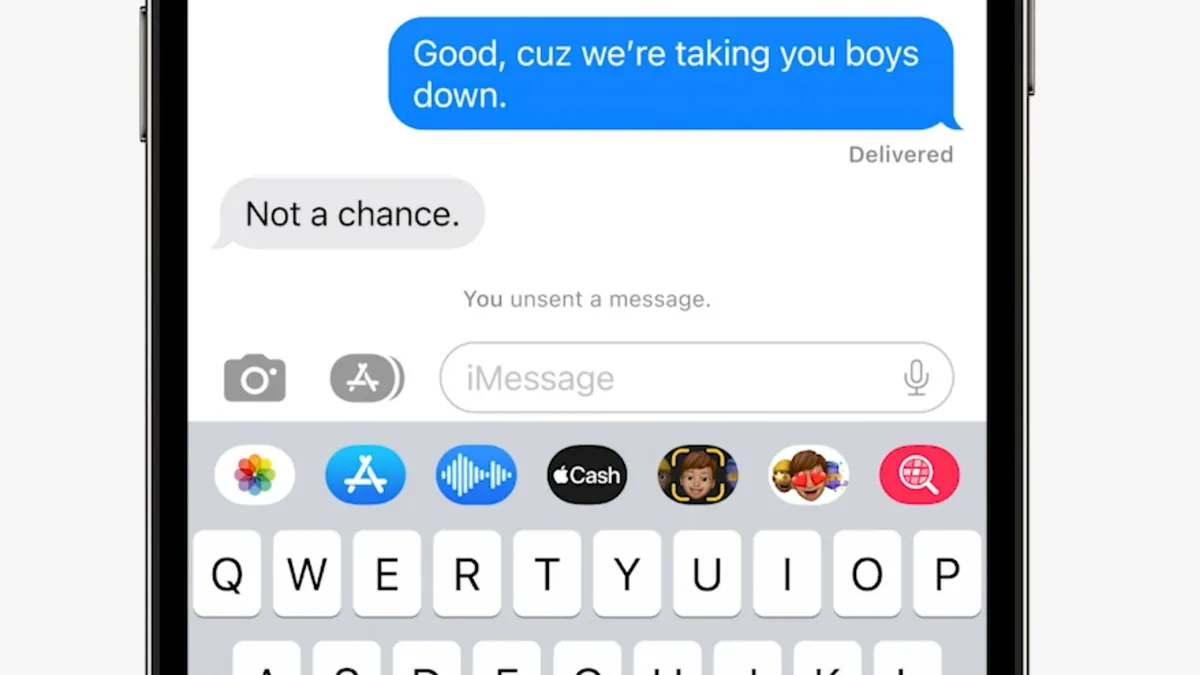 Good, cuz we’re taking you boys
down.
Delivered
Not a chance.
You unsent a message.
iMessage
Cash
Q W E R T Y U I O P